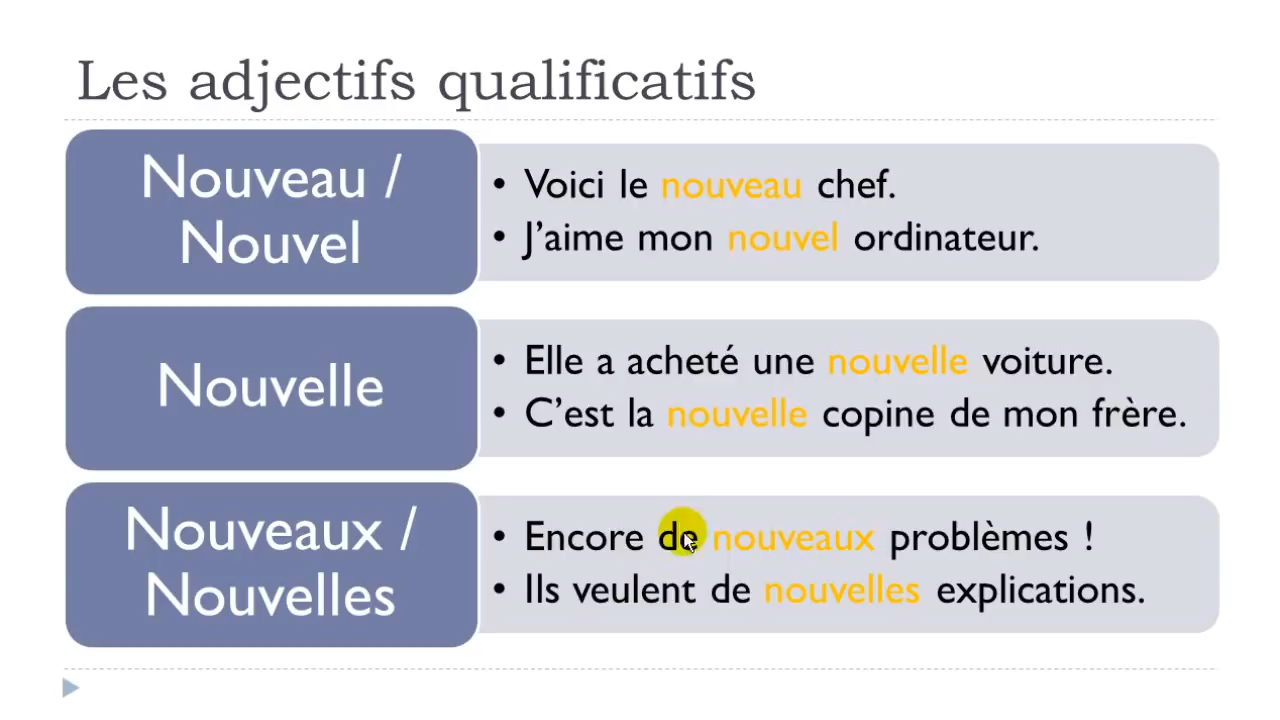 Les adjectifs qualificatifs
Nouveau /
Nouvel
• Voici le nouveau chef.
• J’aime mon nouvel ordinateur.
Nouvelle
• Elle a acheté une nouvelle voiture.
• C’est la nouvelle copine de mon frère.
Nouveaux /
Nouvelles
• Encore de nouveaux problèmes !
• Ils veulent de nouvelles explications.